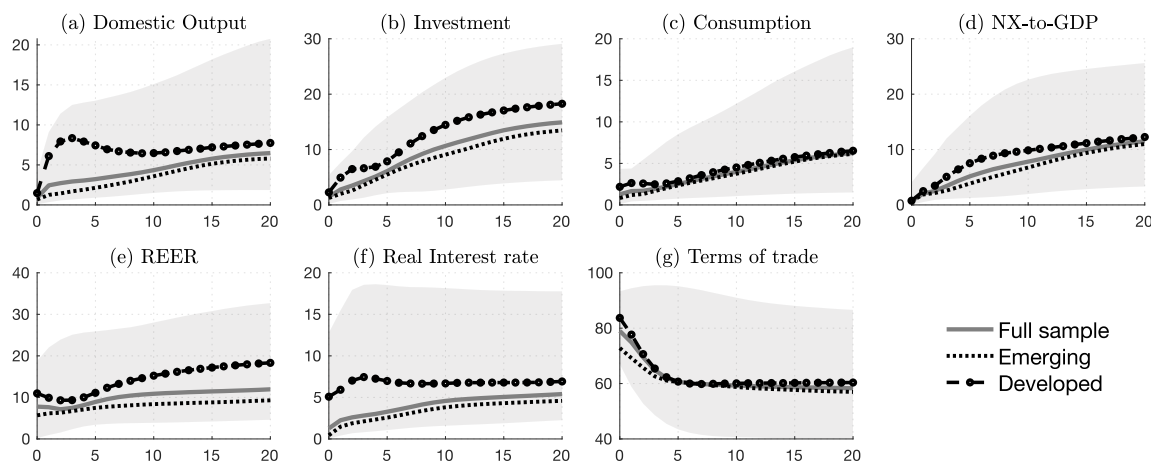 (a) Domestic Output
(b) Investment
(c) Consumption
(d) NX-to-GDP
20
15
10
5
0
0 5 10 15 20
30
20
10
0
0 5 10 15 20
20
15
10
5
0
0 5 10 15 20
30
20
10
0
0 5 10 15 20
(e) REER
(f) Real Interest rate
(g) Terms of trade
40
30
20
10
0
0 5 10 15 20
20
15
10
5
0
0 5 10 15 20
100
80
60
40
0 5 10 15 20
Full sample
Emerging
Developed